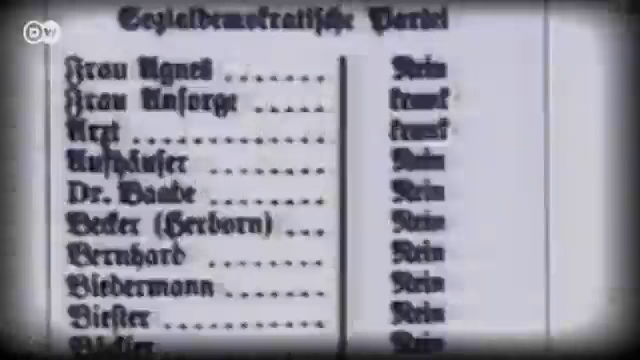 DW
Sozialdemokratische Partei
Frau Agnes ....... Nein
Frau Ansorge ..... krank
Arzt ............. krank
Aufhäuser ........ Nein
Dr. Baade ........ Nein
Becker (Herborn) ... Nein
Bernhard ......... Nein
Biedermann ....... Nein
Biester ............ Nein
Nein